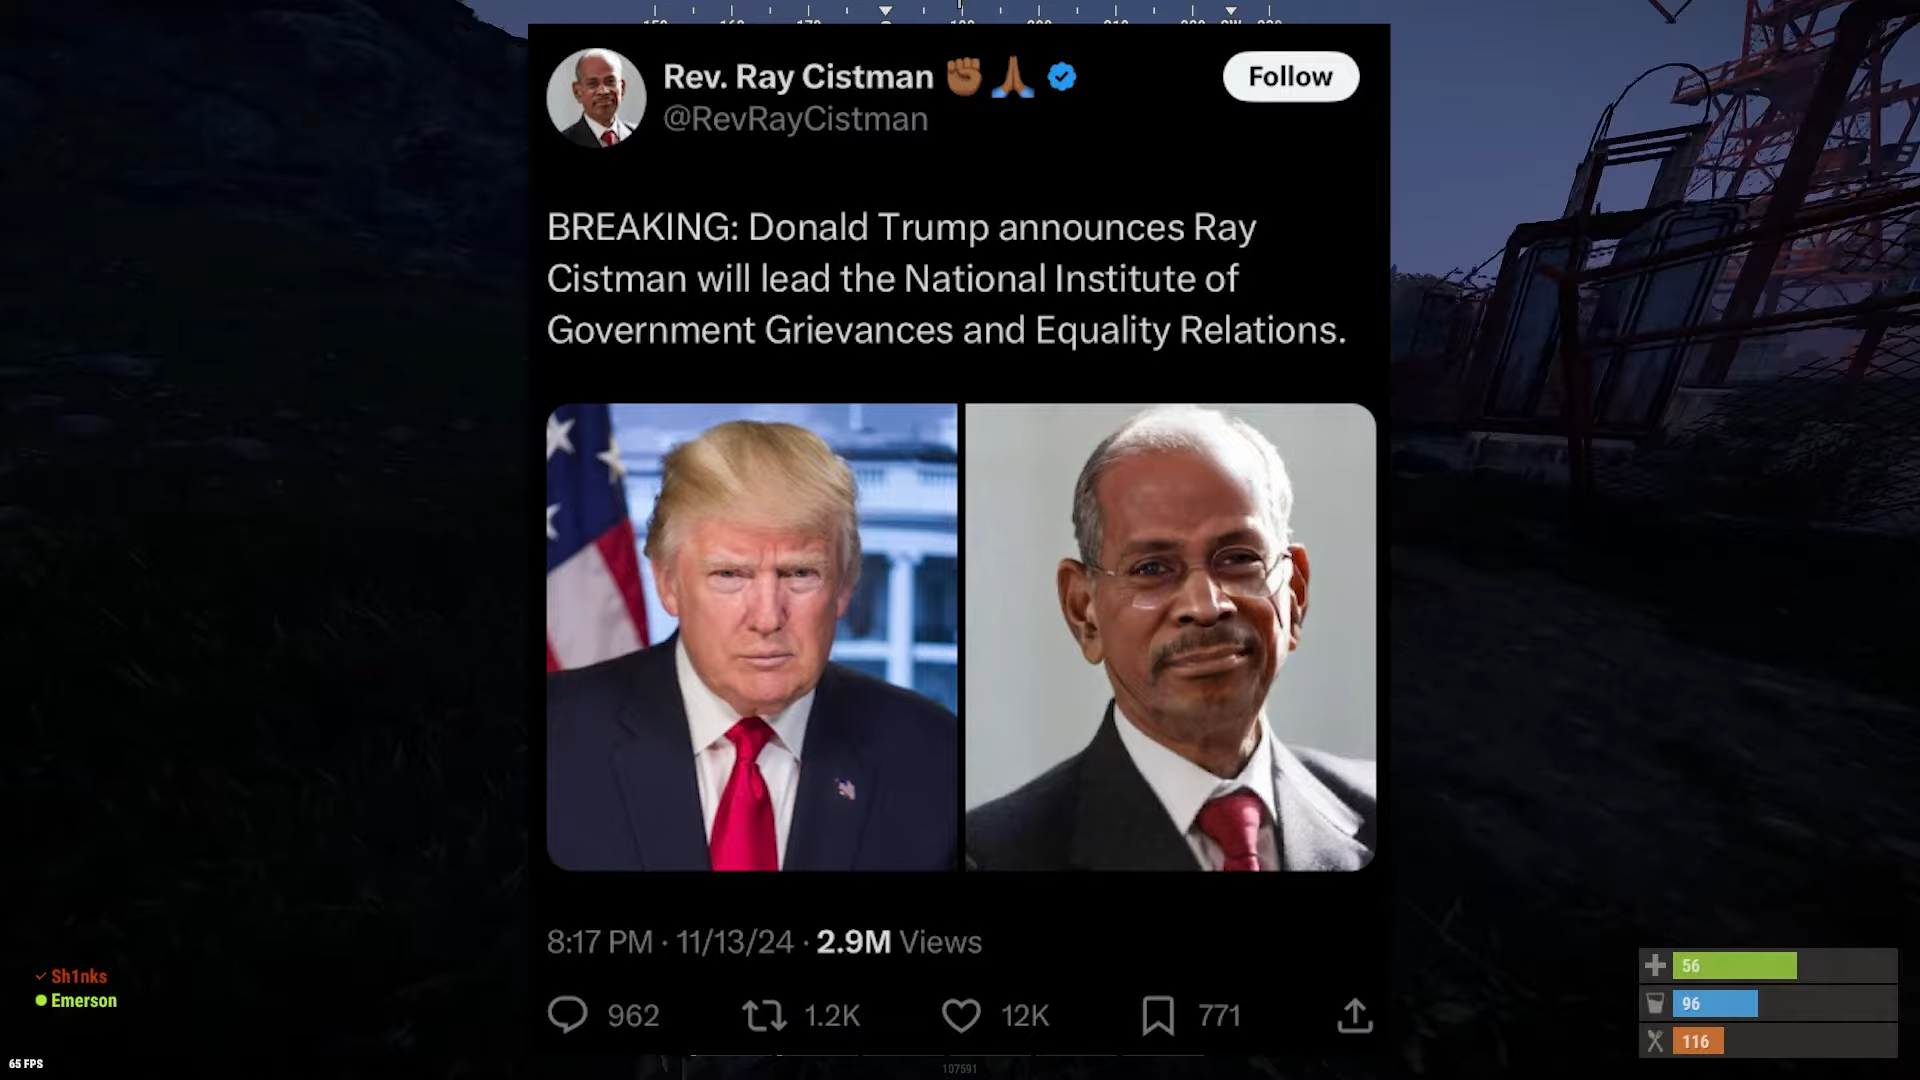 Rev. Ray Cistman ✊🏾 🙏🏾
@RevRayCistman
Follow
BREAKING: Donald Trump announces Ray
Cistman will lead the National Institute of
Government Grievances and Equality Relations.
8:17 PM · 11/13/24 · 2.9M Views
962
1.2K
12K
771
Sh1nks
Emerson
56
96
116
65 FPS
107591